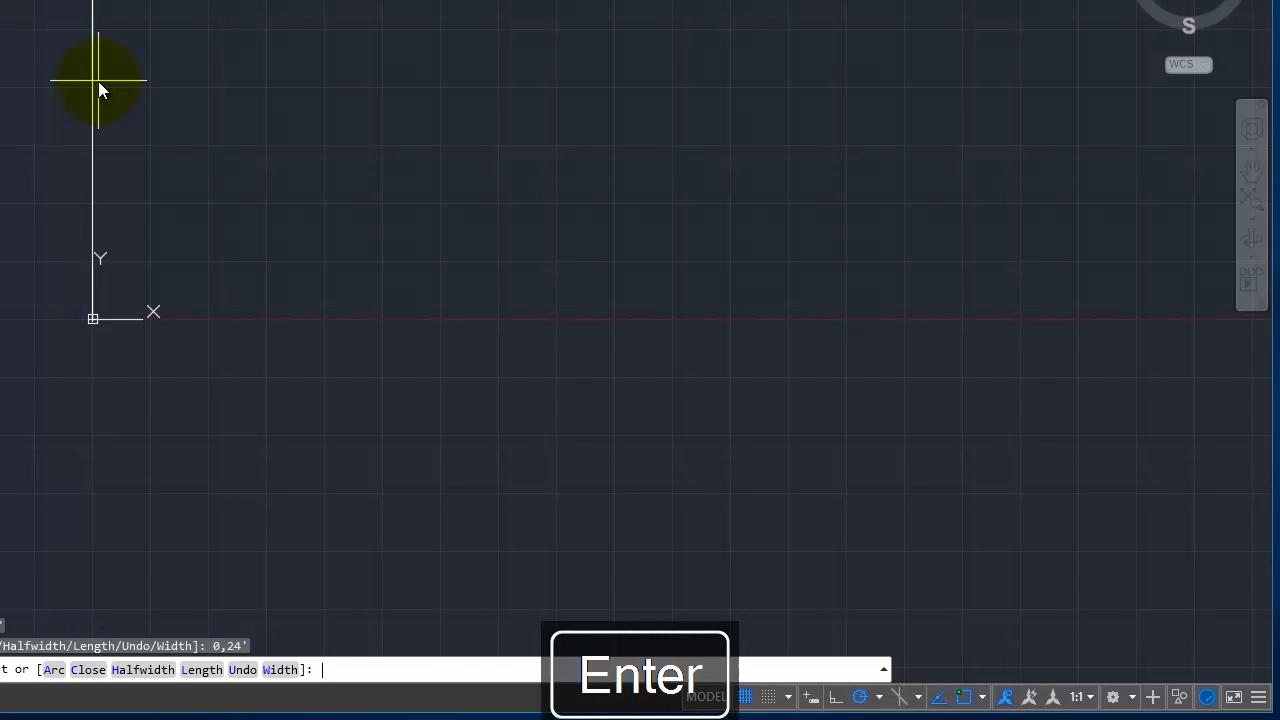 S
WCS
Y
X
'
/Halfwidth/Length/Undo/Width]: 0,24'
t or [Arc Close Halfwidth Length Undo Width]:
Enter
MODEL
1:1